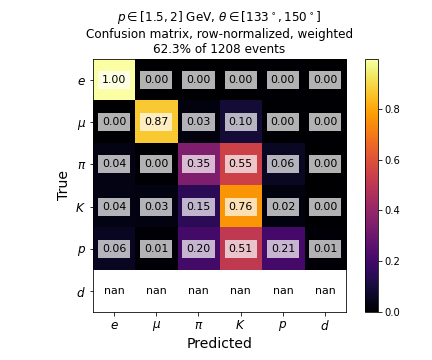 p ∈ [1.5, 2] GeV, θ ∈ [133°, 150°]
Confusion matrix, row-normalized, weighted
62.3% of 1208 events
e 1.00 0.00 0.00 0.00 0.00 0.00
μ 0.00 0.87 0.03 0.10 0.00 0.00
π 0.04 0.00 0.35 0.55 0.06 0.00
K 0.04 0.03 0.15 0.76 0.02 0.00
p 0.06 0.01 0.20 0.51 0.21 0.01
d nan nan nan nan nan nan
e μ π K p d
Predicted
True
0.8
0.6
0.4
0.2
0.0